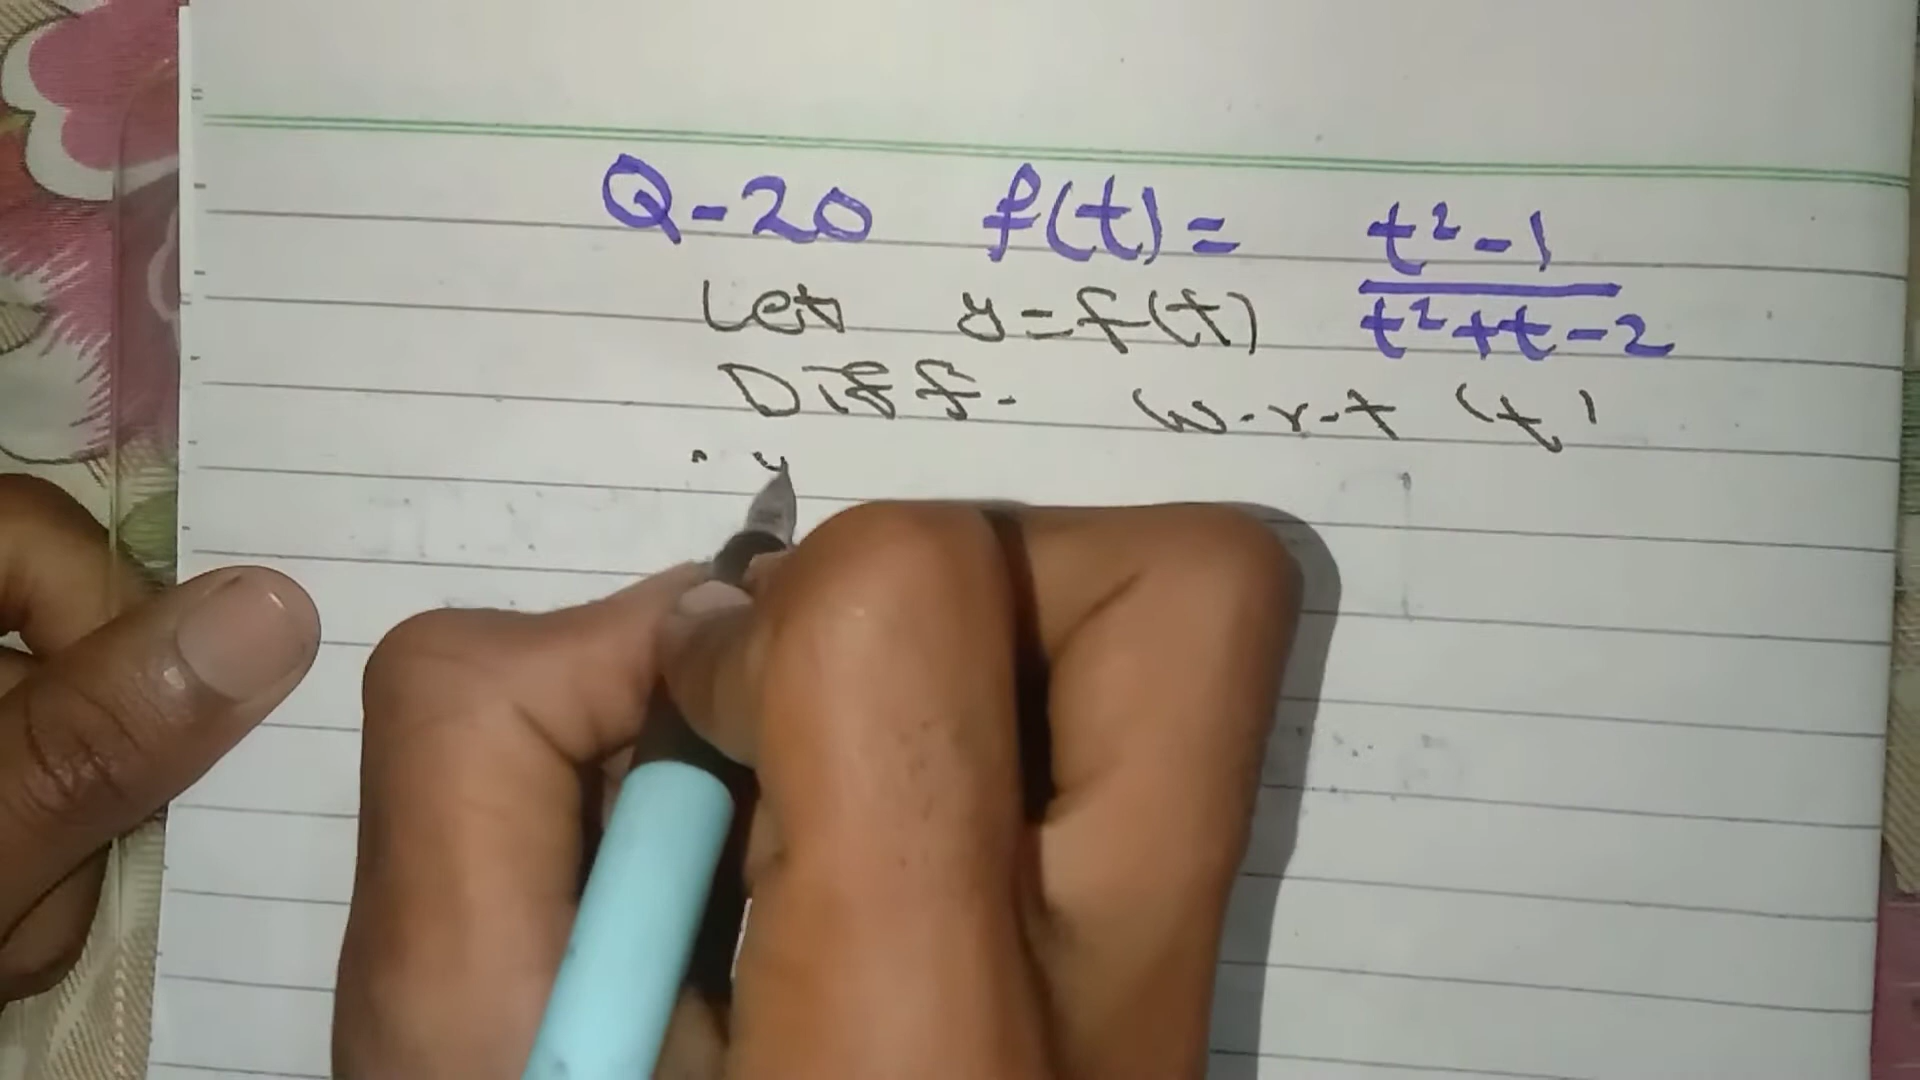 Q-20 f(t) = t²-1 / t²+t-2
Let y = f(t)
Diff. w.r.t 't'
∴ y